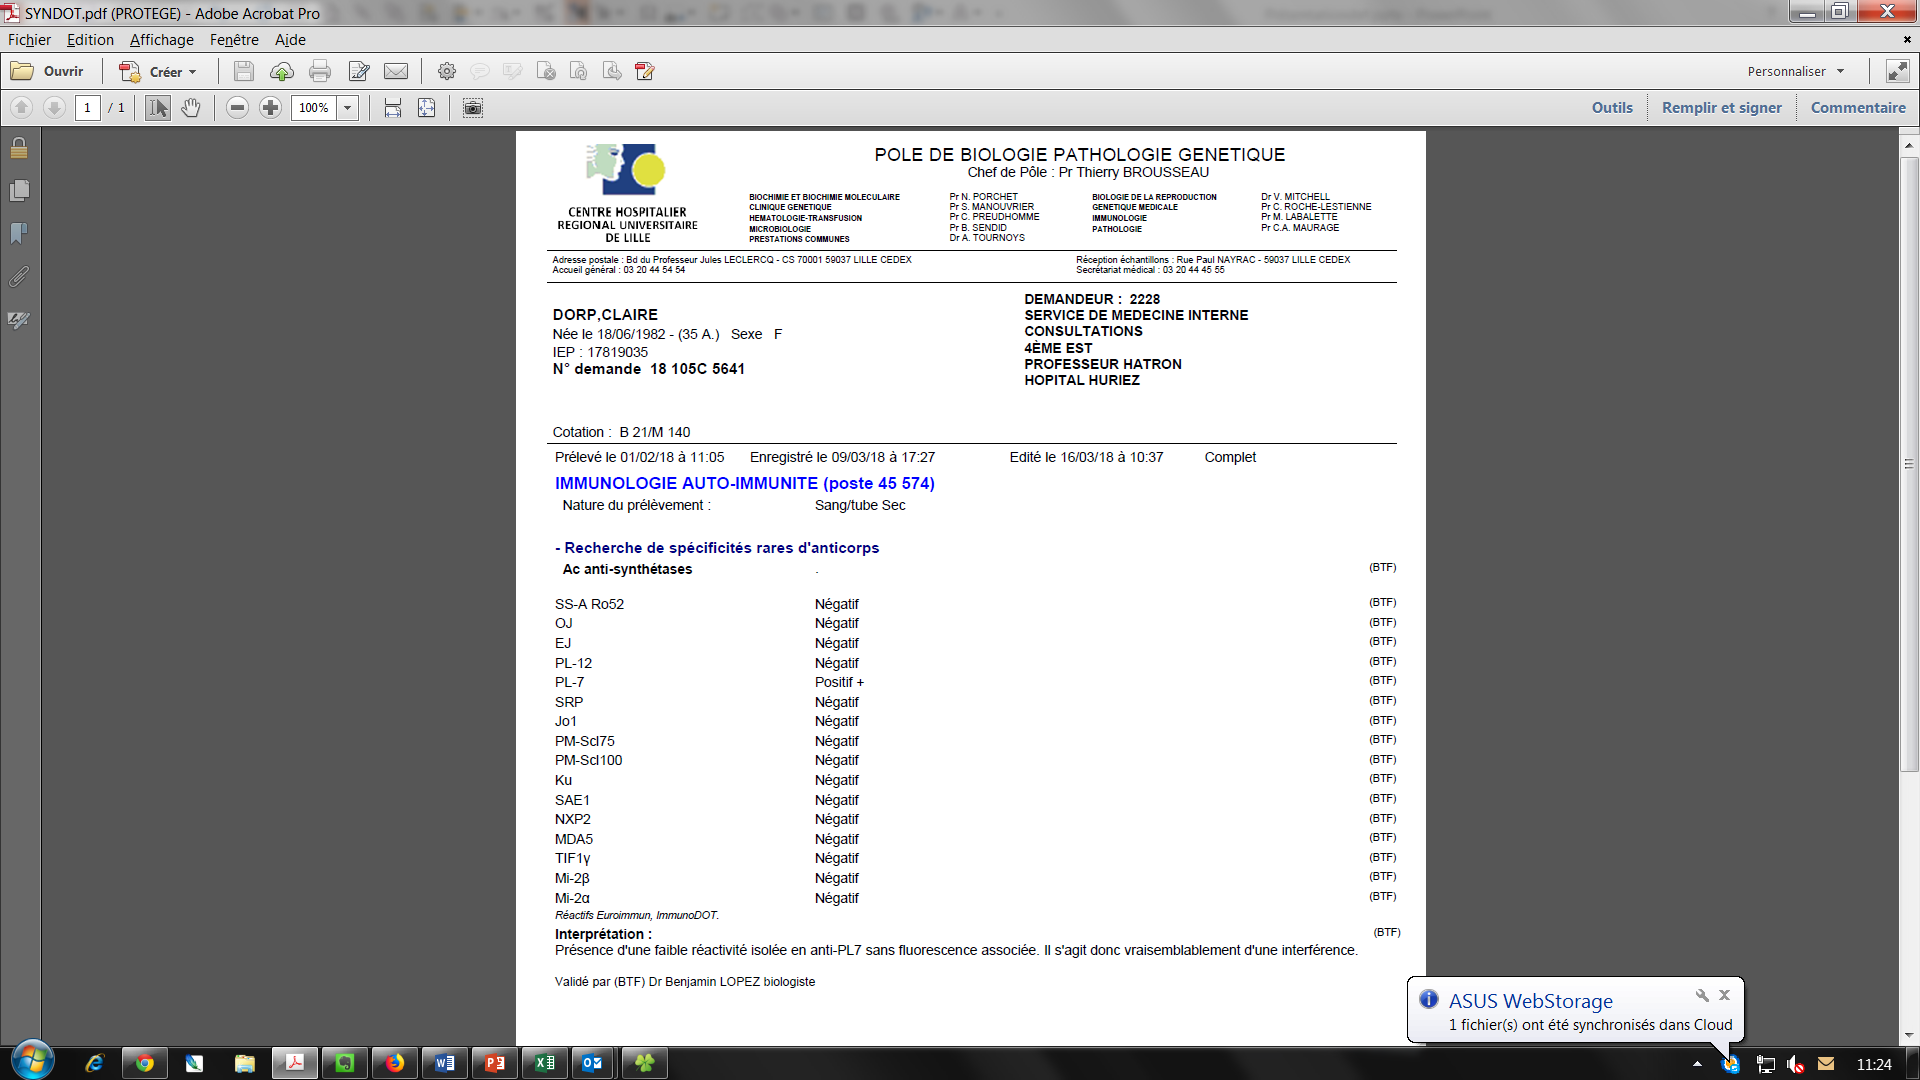 SYNDOT.pdf (PROTEGE) - Adobe Acrobat Pro
Fichier Edition Affichage Fenêtre Aide
Ouvrir Créer Personnaliser
1 / 1 100% Outils Remplir et signer Commentaire
POLE DE BIOLOGIE PATHOLOGIE GENETIQUE
Chef de Pôle : Pr Thierry BROUSSEAU
CENTRE HOSPITALIER
REGIONAL UNIVERSITAIRE
DE LILLE
BIOCHIMIE ET BIOCHIMIE MOLECULAIRE Pr N. PORCHET BIOLOGIE DE LA REPRODUCTION Dr V. MITCHELL
CLINIQUE GENETIQUE Pr S. MANOUVRIER GENETIQUE MEDICALE Pr C. ROCHE-LESTIENNE
HEMATOLOGIE-TRANSFUSION Pr C. PREUDHOMME IMMUNOLOGIE Pr M. LABALETTE
MICROBIOLOGIE Pr B. SENDID PATHOLOGIE Pr C.A. MAURAGE
PRESTATIONS COMMUNES Dr A. TOURNOYS
Adresse postale : Bd du Professeur Jules LECLERCQ - CS 70001 59037 LILLE CEDEX Réception échantillons : Rue Paul NAYRAC - 59037 LILLE CEDEX
Accueil général : 03 20 44 54 54 Secrétariat médical : 03 20 44 45 55
DORP,CLAIRE
Née le 18/06/1982 - (35 A.) Sexe F
IEP : 17819035
N° demande 18 105C 5641
DEMANDEUR : 2228
SERVICE DE MEDECINE INTERNE
CONSULTATIONS
4ÈME EST
PROFESSEUR HATRON
HOPITAL HURIEZ
Cotation : B 21/M 140
Prélevé le 01/02/18 à 11:05 Enregistré le 09/03/18 à 17:27 Edité le 16/03/18 à 10:37 Complet
IMMUNOLOGIE AUTO-IMMUNITE (poste 45 574)
Nature du prélèvement : Sang/tube Sec
- Recherche de spécificités rares d'anticorps
Ac anti-synthétases . (BTF)
SS-A Ro52 Négatif (BTF)
OJ Négatif (BTF)
EJ Négatif (BTF)
PL-12 Négatif (BTF)
PL-7 Positif + (BTF)
SRP Négatif (BTF)
Jo1 Négatif (BTF)
PM-Scl75 Négatif (BTF)
PM-Scl100 Négatif (BTF)
Ku Négatif (BTF)
SAE1 Négatif (BTF)
NXP2 Négatif (BTF)
MDA5 Négatif (BTF)
TIF1γ Négatif (BTF)
Mi-2β Négatif (BTF)
Mi-2α Négatif (BTF)
Réactifs Euroimmun, ImmunoDOT.
Interprétation : (BTF)
Présence d'une faible réactivité isolée en anti-PL7 sans fluorescence associée. Il s'agit donc vraisemblablement d'une interférence.
Validé par (BTF) Dr Benjamin LOPEZ biologiste
ASUS WebStorage
1 fichier(s) ont été synchronisés dans Cloud
11:24